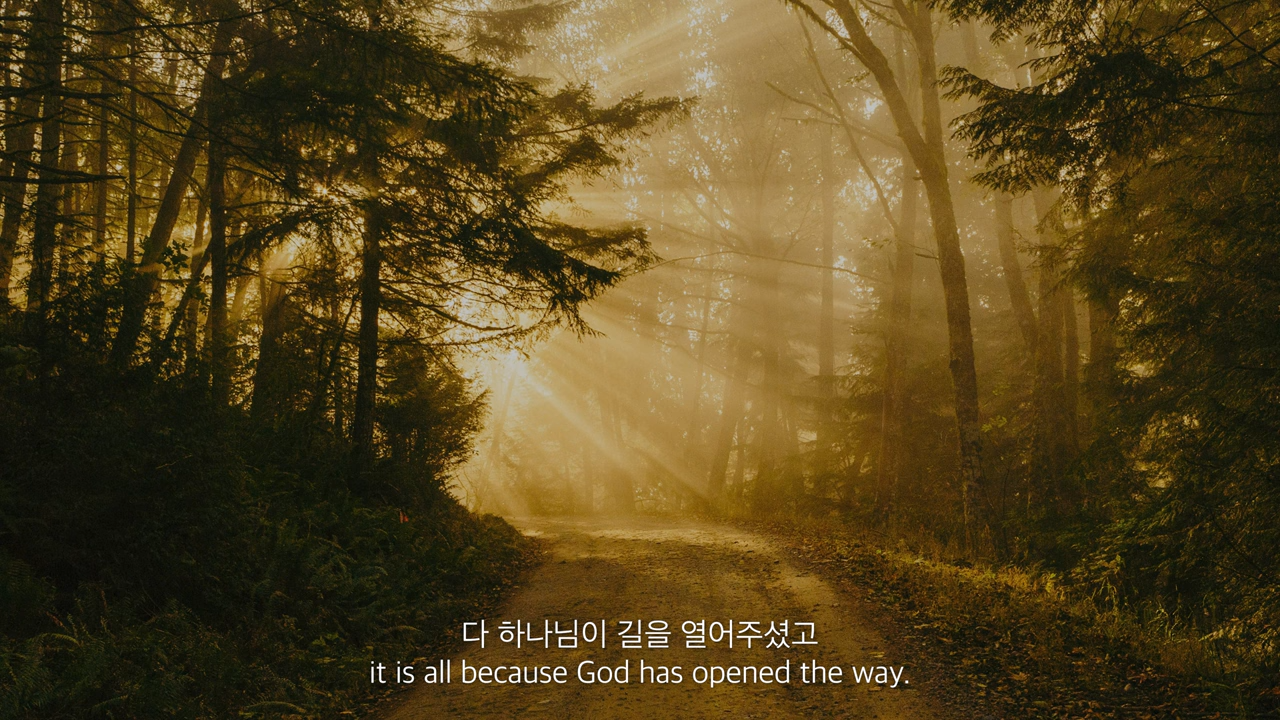 다 하나님이 길을 열어주셨고
it is all because God has opened the way.